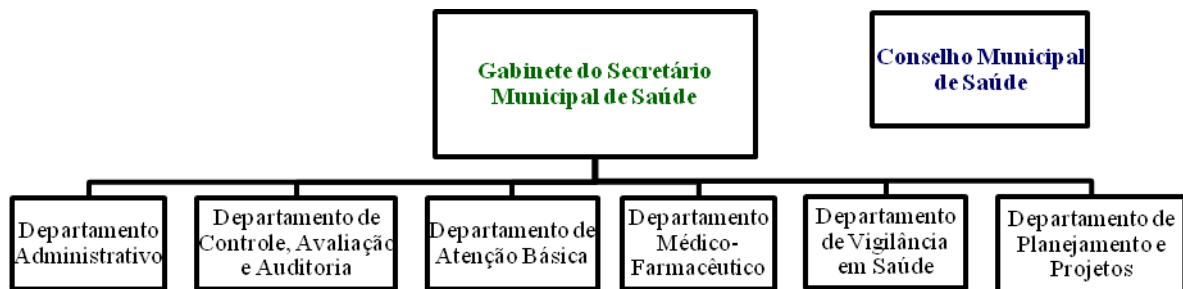 Gabinete do Secretário
Municipal de Saúde
Conselho Municipal
de Saúde
Departamento
Administrativo
Departamento de
Controle, Avaliação
e Auditoria
Departamento de
Atenção Básica
Departamento
Médico-
Farmacêutico
Departamento
de Vigilância
em Saúde
Departamento de
Planejamento e
Projetos